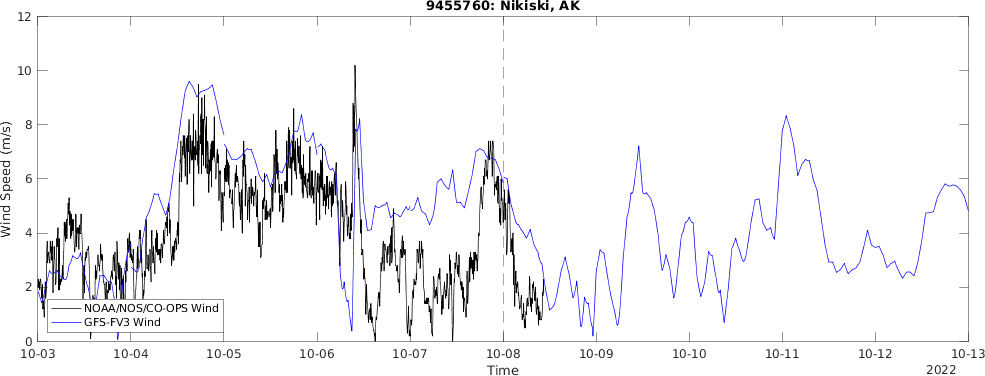 9455760: Nikiski, AK
12
10
8
6
4
2
0
Wind Speed (m/s)
NOAA/NOS/CO-OPS Wind
GFS-FV3 Wind
10-03 10-04 10-05 10-06 10-07 10-08 10-09 10-10 10-11 10-12 10-13
Time
2022